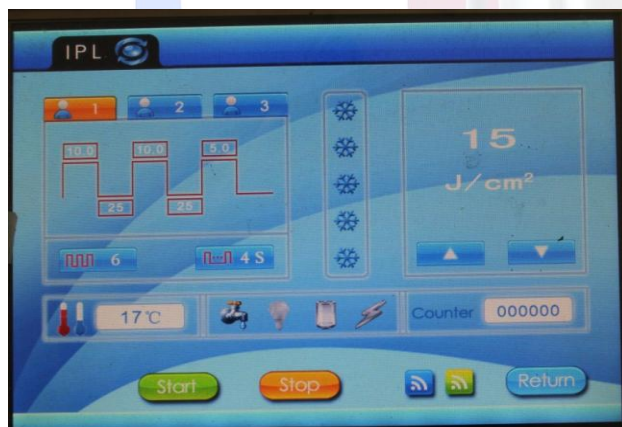 IPL
1 2 3
10.0 10.0 5.0
25 25
6 4 S
15
J/cm²
17℃
Counter 000000
Start Stop Return